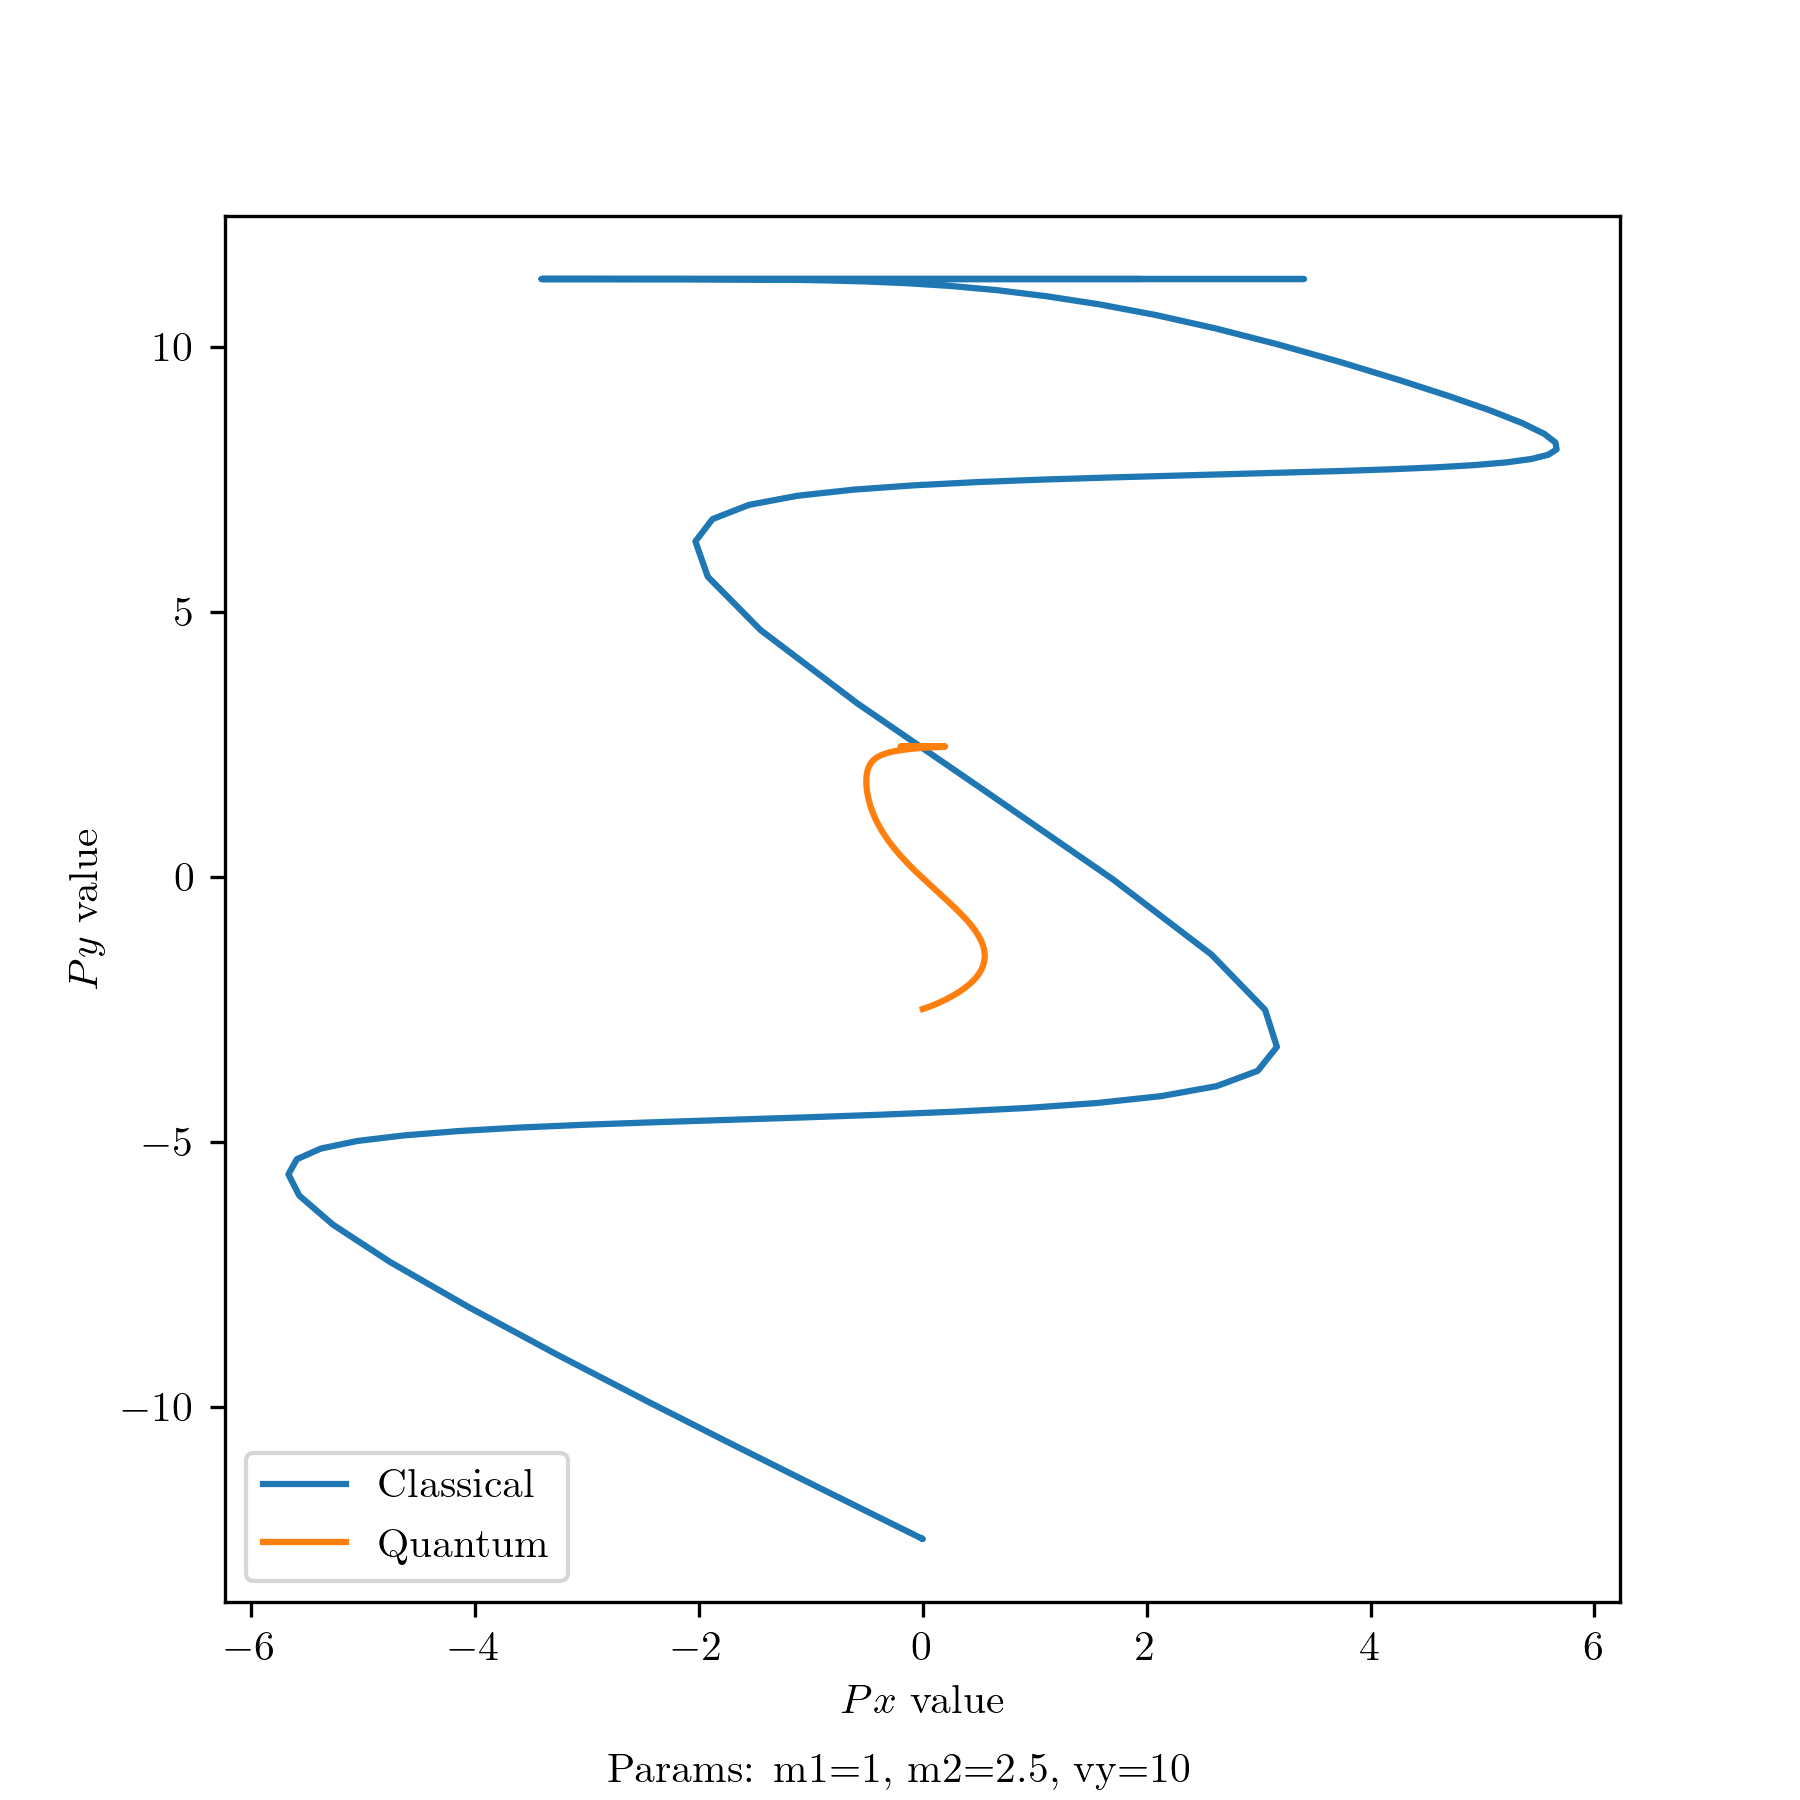 10
5
0
−5
−10
Py value
Classical
Quantum
−6 −4 −2 0 2 4 6
Px value
Params: m1=1, m2=2.5, vy=10